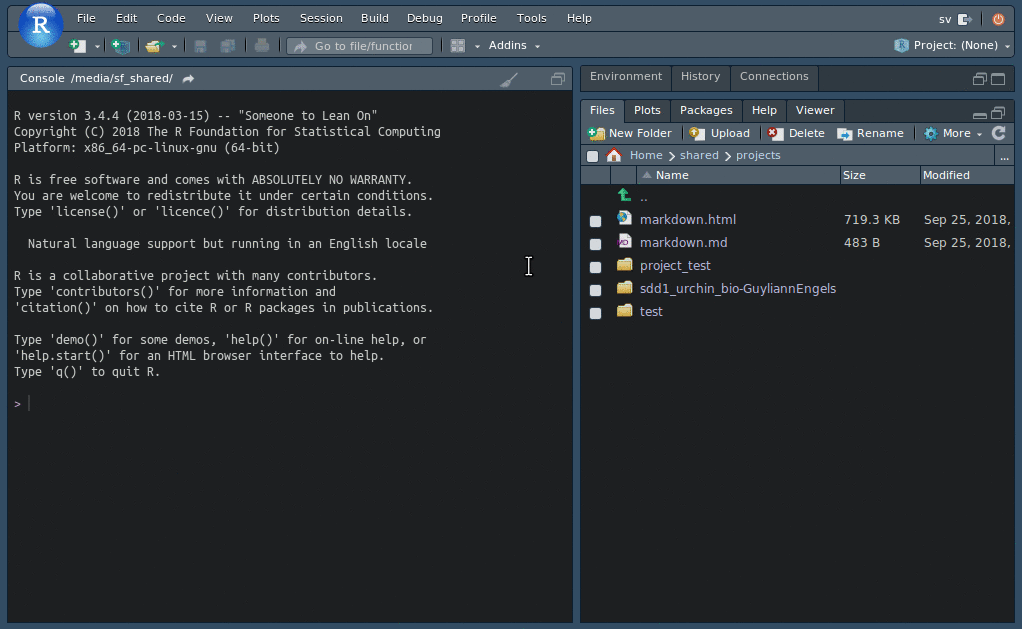 R
File Edit Code View Plots Session Build Debug Profile Tools Help
sv
Go to file/function
Addins
Project: (None)
Console /media/sf_shared/
R version 3.4.4 (2018-03-15) -- "Someone to Lean On"
Copyright (C) 2018 The R Foundation for Statistical Computing
Platform: x86_64-pc-linux-gnu (64-bit)
R is free software and comes with ABSOLUTELY NO WARRANTY.
You are welcome to redistribute it under certain conditions.
Type 'license()' or 'licence()' for distribution details.
Natural language support but running in an English locale
R is a collaborative project with many contributors.
Type 'contributors()' for more information and
'citation()' on how to cite R or R packages in publications.
Type 'demo()' for some demos, 'help()' for on-line help, or
'help.start()' for an HTML browser interface to help.
Type 'q()' to quit R.
>
Environment History Connections
Files Plots Packages Help Viewer
New Folder Upload Delete Rename More
Home shared projects ...
Name Size Modified
..
markdown.html 719.3 KB Sep 25, 2018,
markdown.md 483 B Sep 25, 2018,
project_test
sdd1_urchin_bio-GuyliannEngels
test